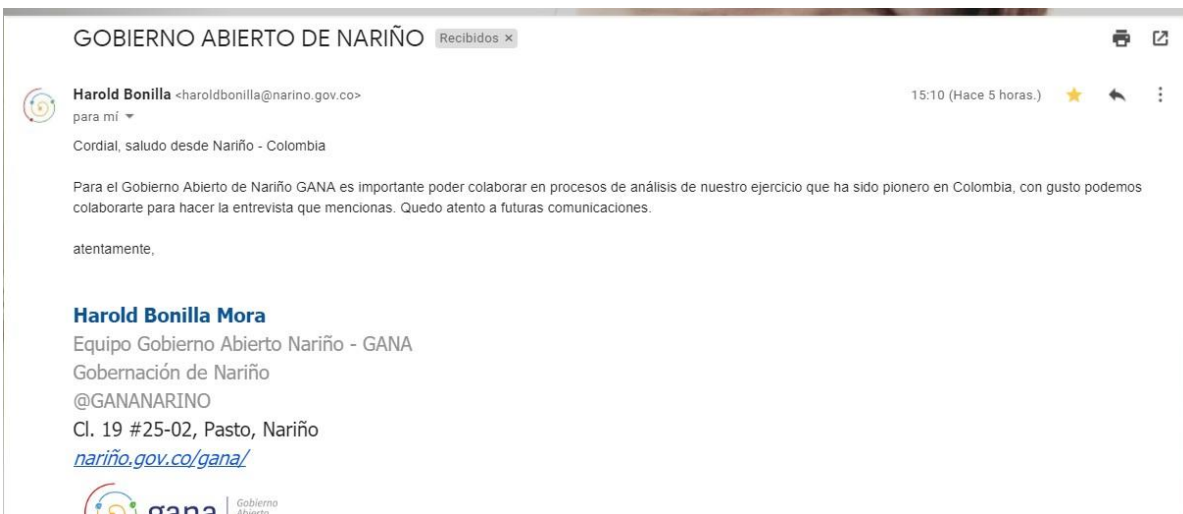 GOBIERNO ABIERTO DE NARIÑO Recibidos ×
Harold Bonilla <haroldbonilla@narino.gov.co> 15:10 (Hace 5 horas.)
para mí
Cordial, saludo desde Nariño - Colombia
Para el Gobierno Abierto de Nariño GANA es importante poder colaborar en procesos de análisis de nuestro ejercicio que ha sido pionero en Colombia, con gusto podemos
colaborarte para hacer la entrevista que mencionas. Quedo atento a futuras comunicaciones.
atentamente,
Harold Bonilla Mora
Equipo Gobierno Abierto Nariño - GANA
Gobernación de Nariño
@GANANARINO
Cl. 19 #25-02, Pasto, Nariño
nariño.gov.co/gana/
gana Gobierno
Abierto